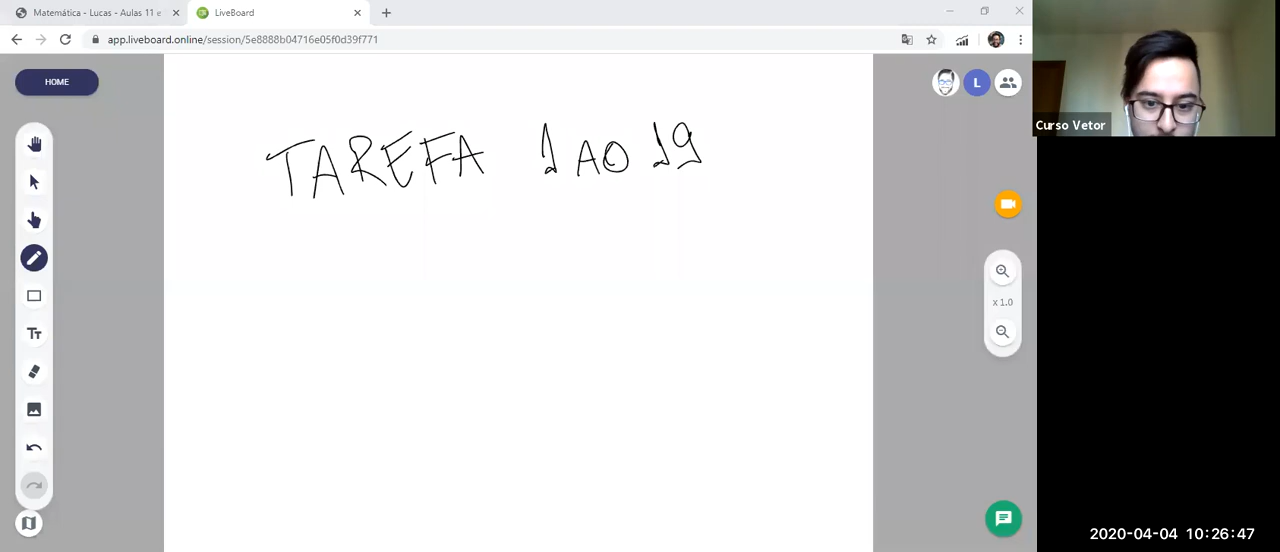 Matemática - Lucas - Aulas 11 e
LiveBoard
app.liveboard.online/session/5e8888b04716e05f0d39f771
HOME
L
TAREFA 1 AO 19
Curso Vetor
Tт
x 1.0
2020-04-04 10:26:47